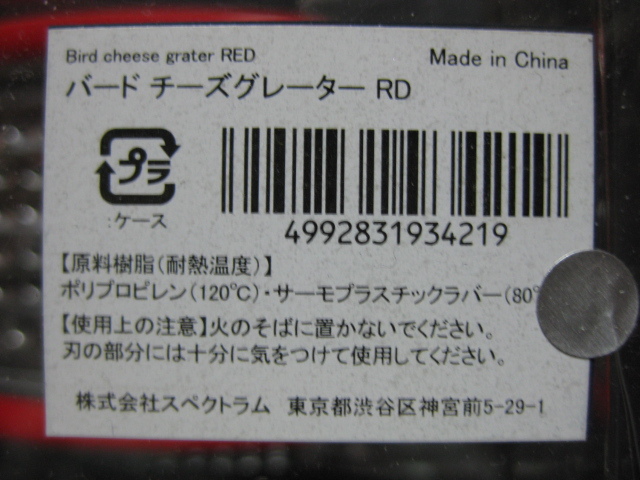 Bird cheese grater RED
Made in China
バード チーズグレーター RD
プラ
:ケース
4992831934219
【原料樹脂(耐熱温度)】
ポリプロピレン(120℃)・サーモプラスチックラバー(80°
【使用上の注意】火のそばに置かないでください。
刃の部分には十分に気をつけて使用してください。
株式会社スペクトラム 東京都渋谷区神宮前5-29-1